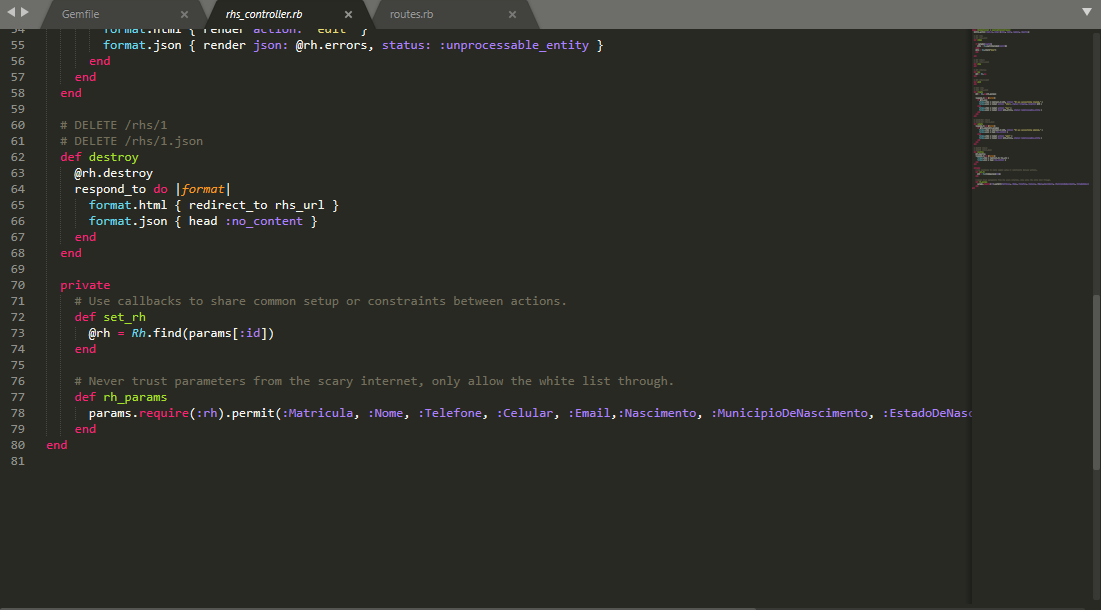 Gemfile
rhs_controller.rb
routes.rb
54 format.html { render action: "edit" }
55 format.json { render json: @rh.errors, status: :unprocessable_entity }
56 end
57 end
58 end
59
60 # DELETE /rhs/1
61 # DELETE /rhs/1.json
62 def destroy
63 @rh.destroy
64 respond_to do |format|
65 format.html { redirect_to rhs_url }
66 format.json { head :no_content }
67 end
68 end
69
70 private
71 # Use callbacks to share common setup or constraints between actions.
72 def set_rh
73 @rh = Rh.find(params[:id])
74 end
75
76 # Never trust parameters from the scary internet, only allow the white list through.
77 def rh_params
78 params.require(:rh).permit(:Matricula, :Nome, :Telefone, :Celular, :Email,:Nascimento, :MunicipioDeNascimento, :EstadoDeNasc
79 end
80 end
81